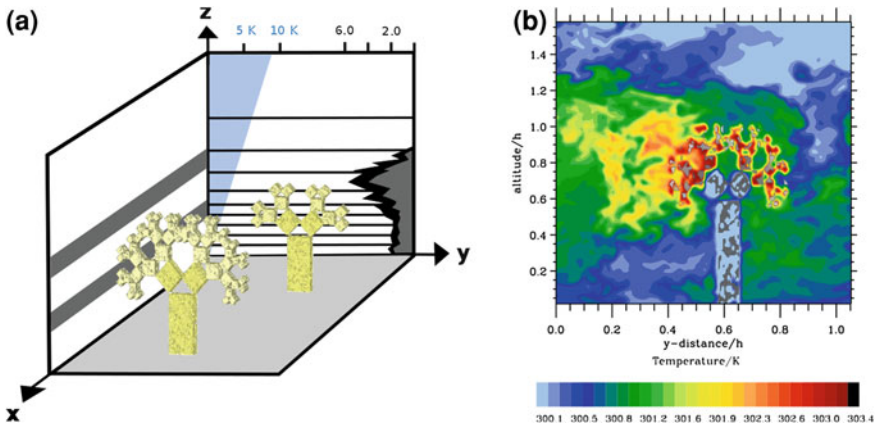 (a)
z
5 K 10 K 6.0 2.0
y
x
(b)
1.6
1.4
1.2
1.0
0.8
0.6
0.4
0.2
altitude/h
0.0 0.2 0.4 0.6 0.8 1.0
y-distance/h
Temperature/K
300.1 300.5 300.8 301.2 301.6 301.9 302.3 302.6 303.0 303.4